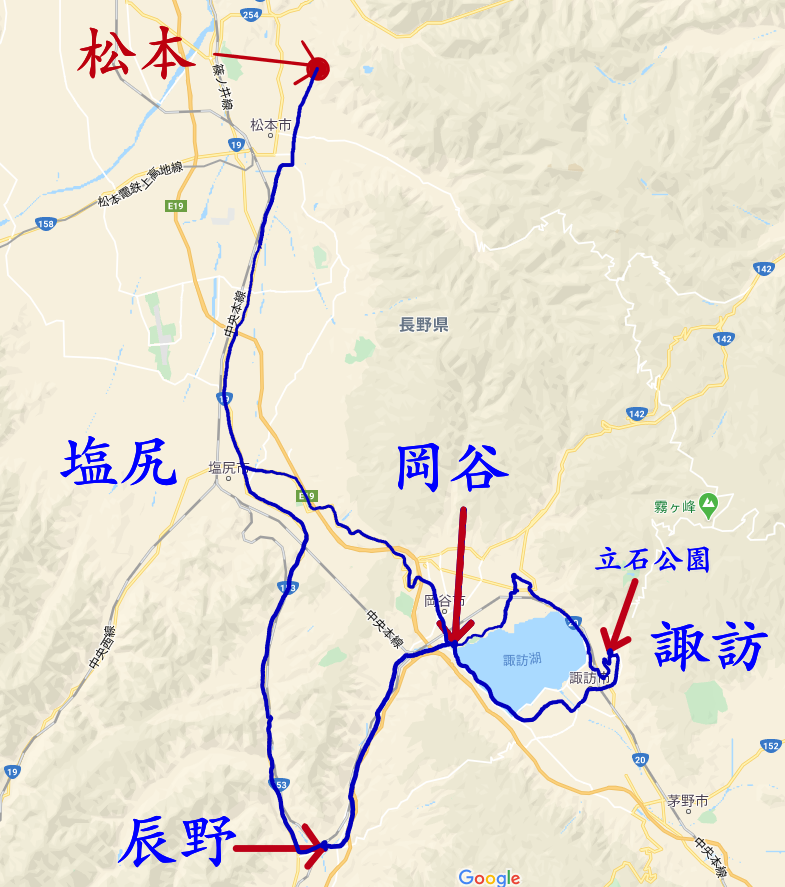 254
松本
篠ノ井線
松本市
19
松本電鉄上高地線
E19
158
142
中央本線
長野県
142
142
塩尻
塩尻市
岡谷
E19
霧ヶ峰
立石公園
岡谷市
中央本線
諏訪
中央西線
諏訪湖
諏訪市
20
152
19
茅野市
辰野
中央本線
Google